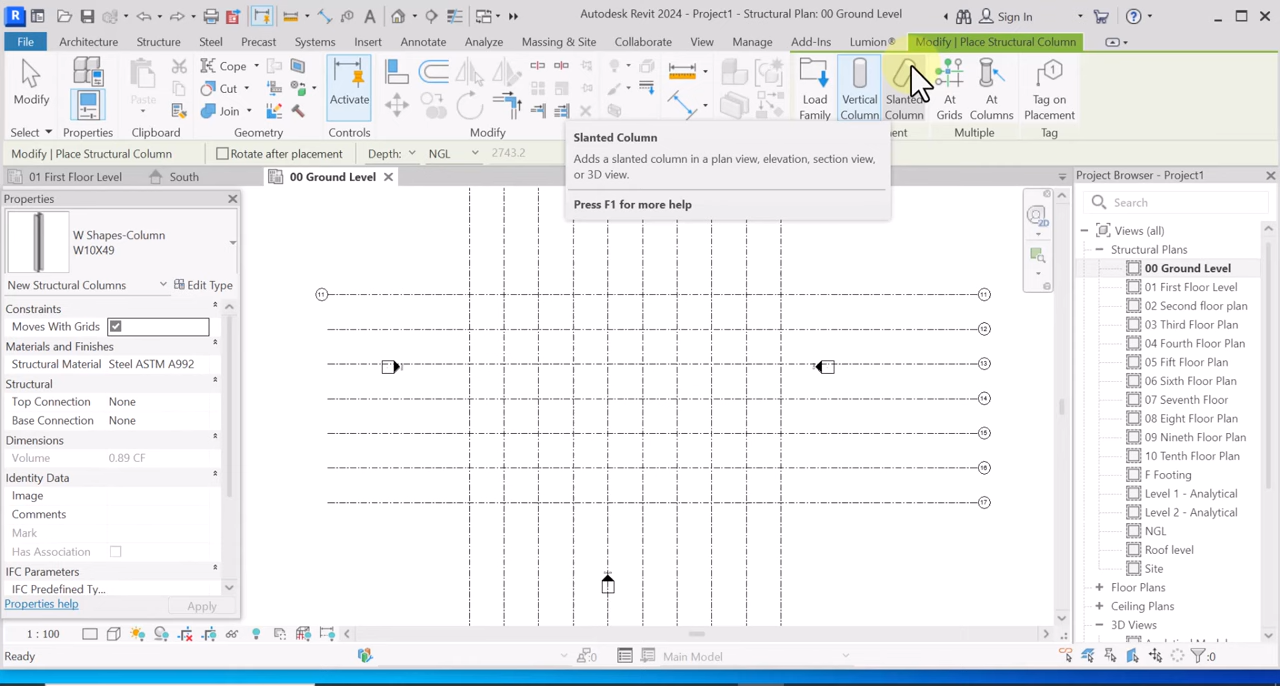 Autodesk Revit 2024 - Project1 - Structural Plan: 00 Ground Level
Sign In
File
Architecture
Structure
Steel
Precast
Systems
Insert
Annotate
Analyze
Massing & Site
Collaborate
View
Manage
Add-Ins
Lumion®
Modify | Place Structural Column
Modify
Paste
Cope
Cut
Join
Activate
Load
Family
Vertical
Column
Slanted
Column
At
Grids
At
Columns
Tag on
Placement
Select
Properties
Clipboard
Geometry
Controls
Modify
Multiple
Tag
Modify | Place Structural Column
Rotate after placement
Depth:
NGL
2743.2
Slanted Column
Adds a slanted column in a plan view, elevation, section view,
or 3D view.
Press F1 for more help
01 First Floor Level
South
00 Ground Level
Properties
W Shapes-Column
W10X49
New Structural Columns
Edit Type
Constraints
Moves With Grids
Materials and Finishes
Structural Material Steel ASTM A992
Structural
Top Connection None
Base Connection None
Dimensions
Volume 0.89 CF
Identity Data
Image
Comments
Mark
Has Association
IFC Parameters
IFC Predefined Ty...
Properties help
Apply
11
11
12
13
14
15
16
17
2D
Project Browser - Project1
Search
Views (all)
Structural Plans
00 Ground Level
01 First Floor Level
02 Second floor plan
03 Third Floor Plan
04 Fourth Floor Plan
05 Fift Floor Plan
06 Sixth Floor Plan
07 Seventh Floor
08 Eight Floor Plan
09 Nineth Floor Plan
10 Tenth Floor Plan
F Footing
Level 1 - Analytical
Level 2 - Analytical
NGL
Roof level
Site
Floor Plans
Ceiling Plans
3D Views
1 : 100
Ready
:0
Main Model
:0